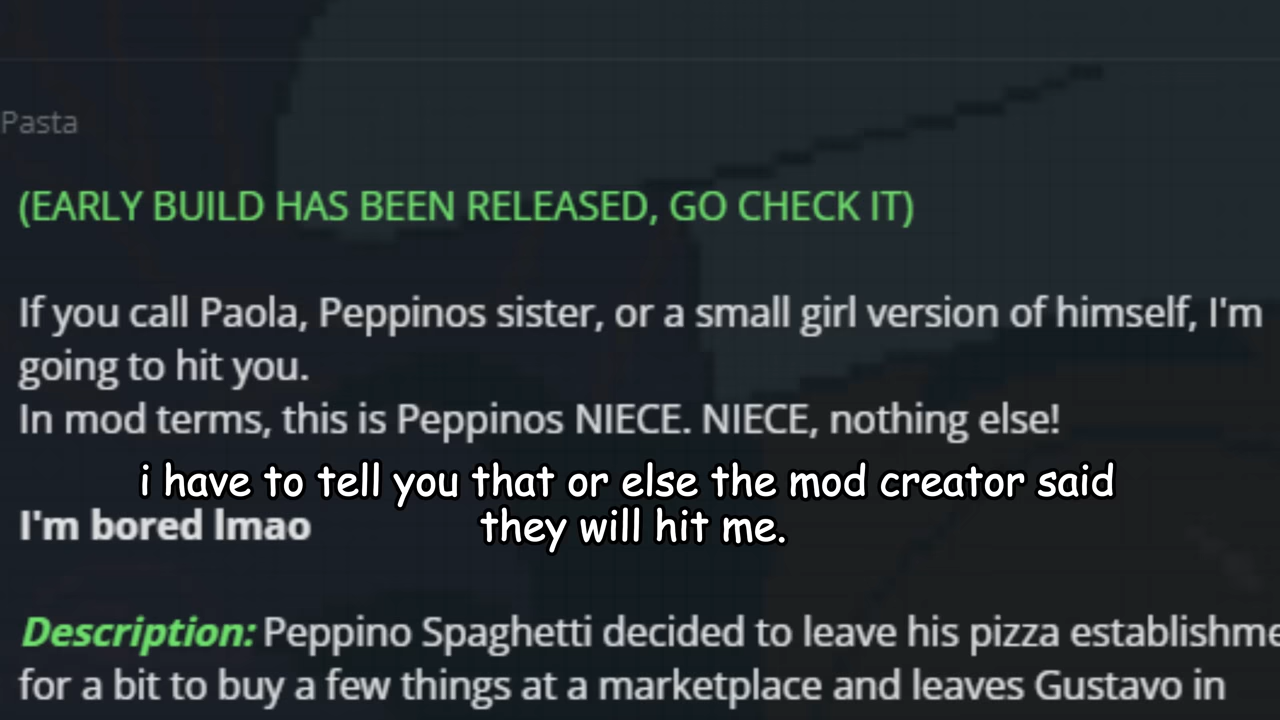 Pasta
(EARLY BUILD HAS BEEN RELEASED, GO CHECK IT)
If you call Paola, Peppinos sister, or a small girl version of himself, I'm
going to hit you.
In mod terms, this is Peppinos NIECE. NIECE, nothing else!
i have to tell you that or else the mod creator said
they will hit me.
I'm bored lmao
Description: Peppino Spaghetti decided to leave his pizza establishme
for a bit to buy a few things at a marketplace and leaves Gustavo in